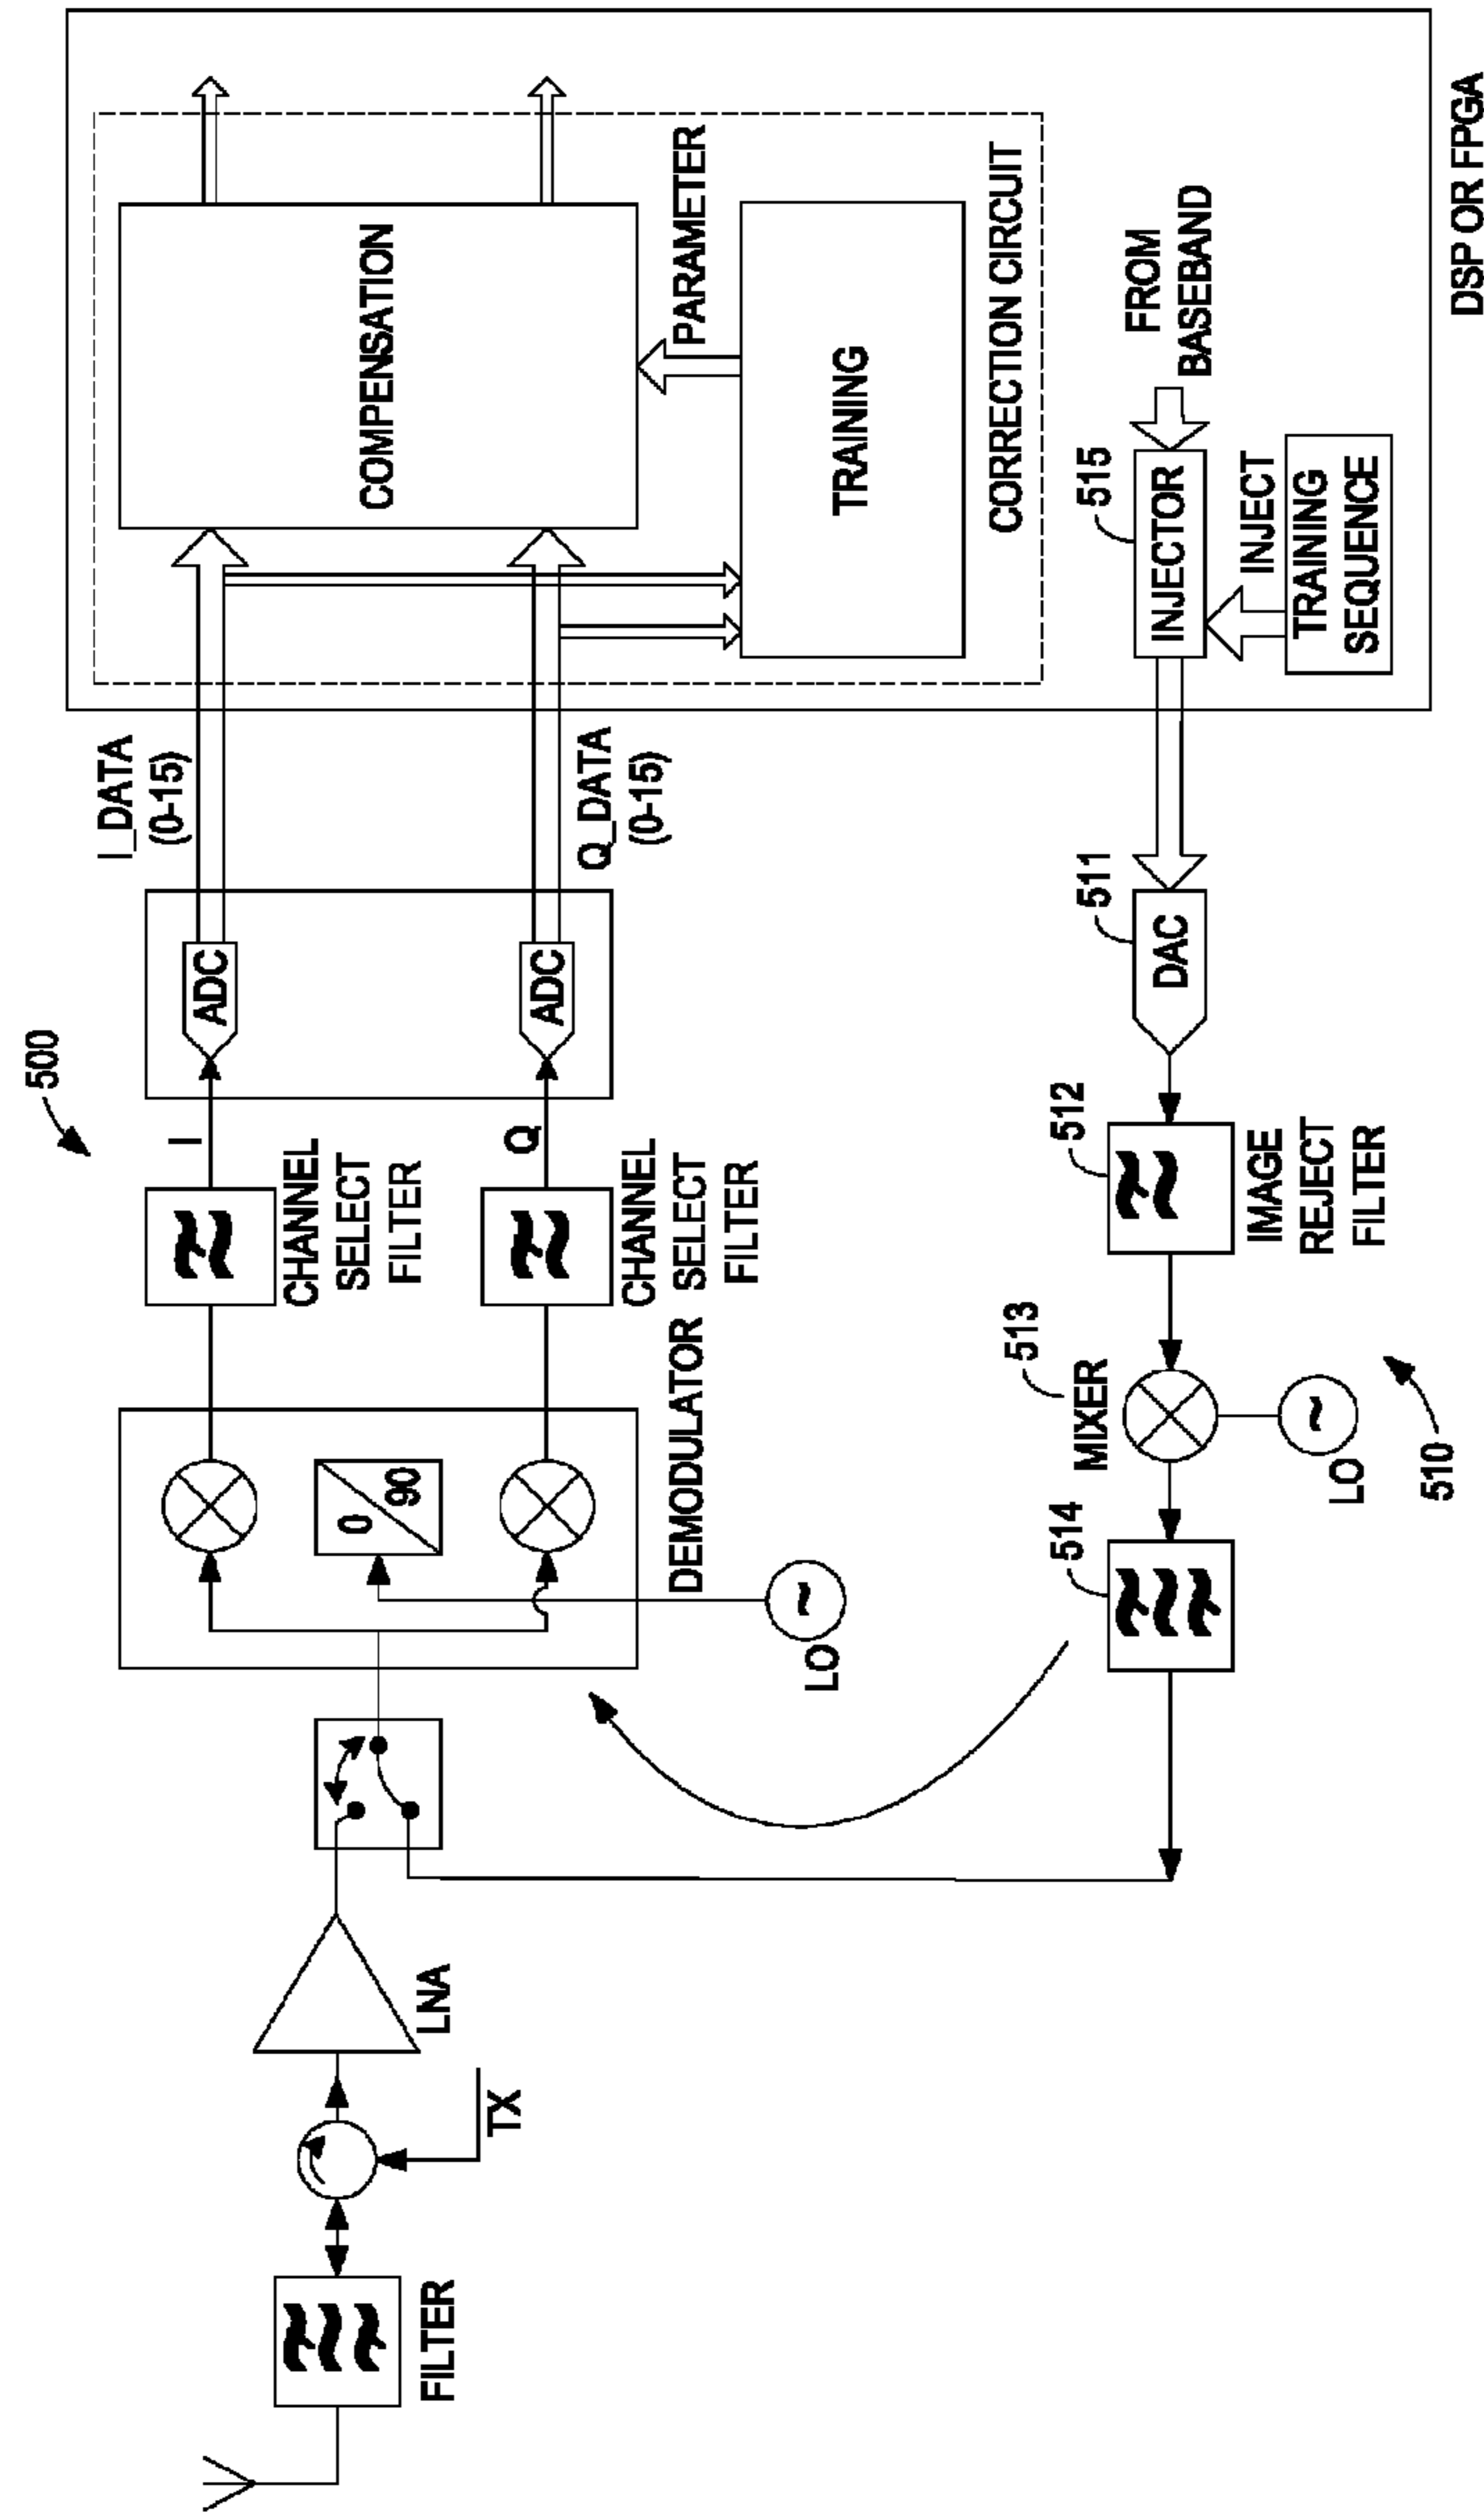 500
I_DATA
(0-15)
I
CHANNEL
SELECT
FILTER
ADC
COMPENSATION
0
90
Q_DATA
(0-15)
Q
CHANNEL
SELECT
FILTER
ADC
DEMODULATOR
PARAMETER
FILTER
TX
LNA
LO
TRAINING
CORRECTION CIRCUIT
514
MIXER
513
512
511
515
DAC
INJECTOR
FROM
BASEBAND
IMAGE
REJECT
FILTER
INJECT
LO
TRAINING
SEQUENCE
510
DSP OR FPGA